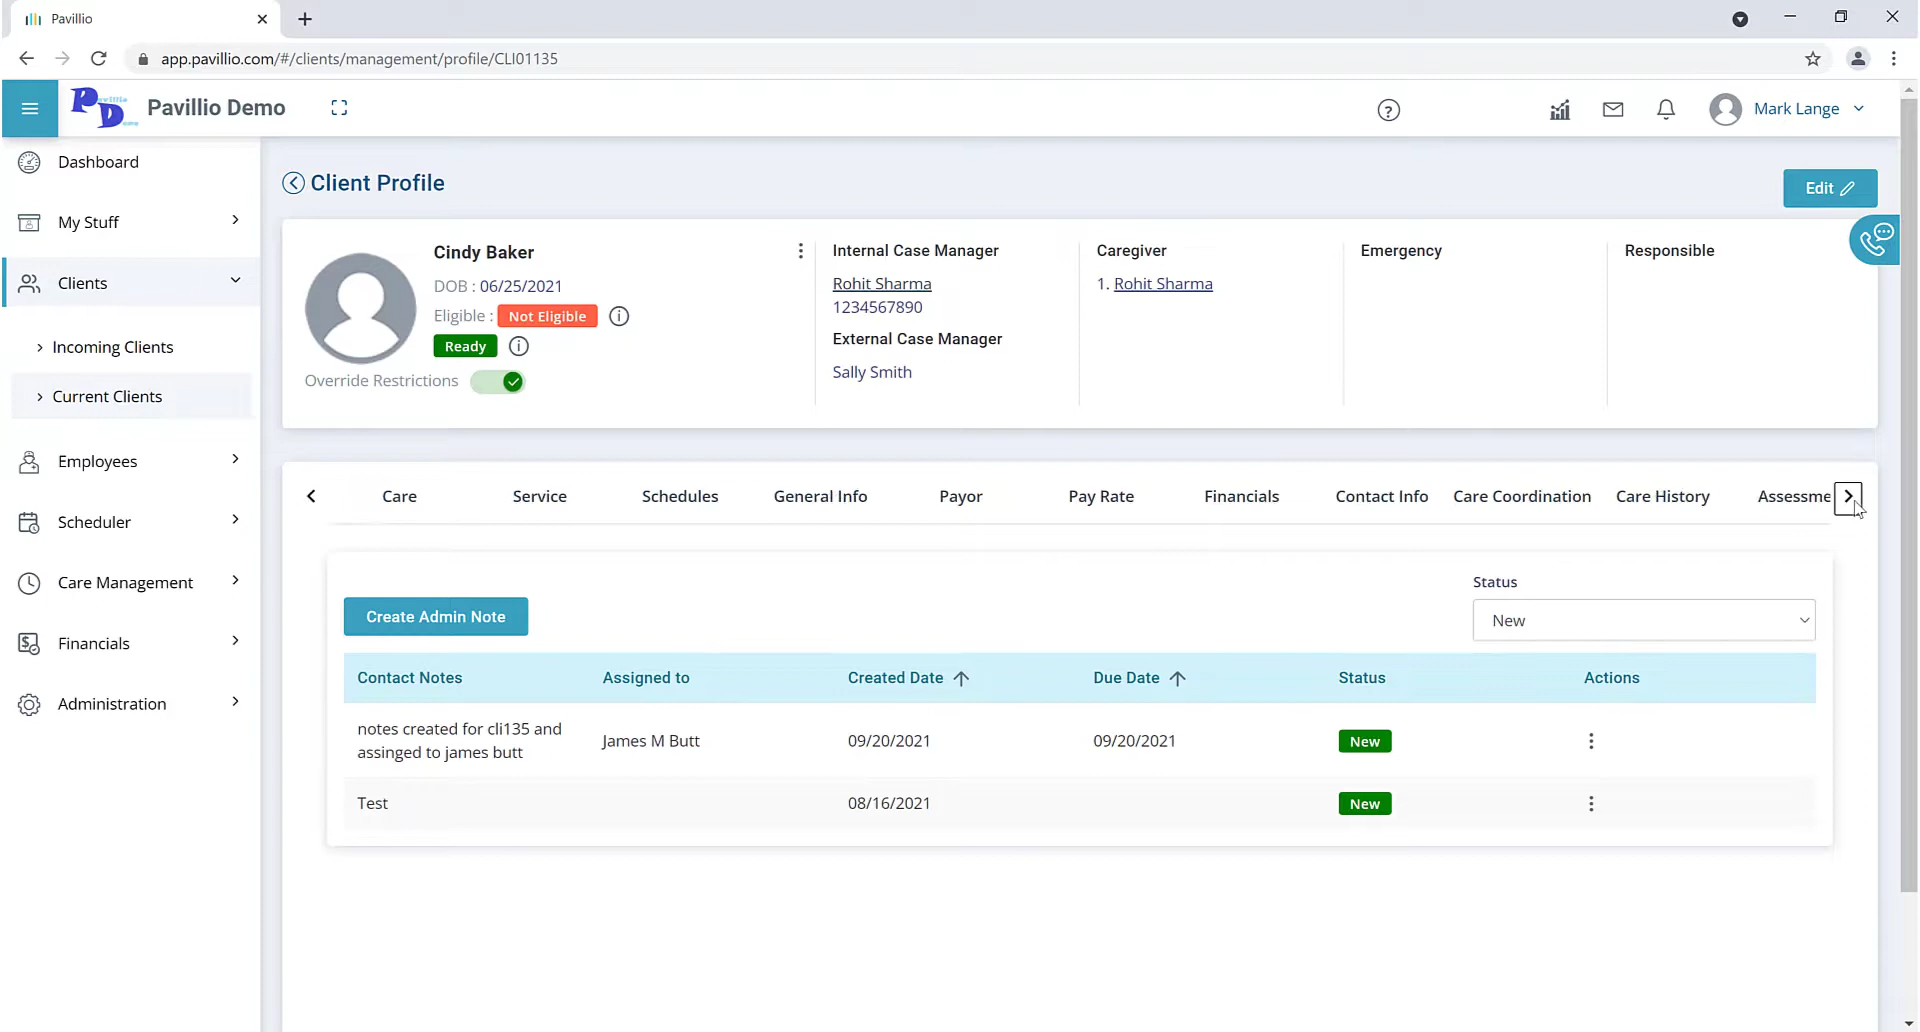 Pavillio
app.pavillio.com/#/clients/management/profile/CLI01135
Pavillio Demo
Mark Lange
Dashboard
My Stuff
Clients
Incoming Clients
Current Clients
Employees
Scheduler
Care Management
Financials
Administration
Client Profile
Edit
Cindy Baker
DOB : 06/25/2021
Eligible : Not Eligible
Ready
Override Restrictions
Internal Case Manager
Rohit Sharma
1234567890
External Case Manager
Sally Smith
Caregiver
1. Rohit Sharma
Emergency
Responsible
Care Service Schedules General Info Payor Pay Rate Financials Contact Info Care Coordination Care History Assessme
Status
New
Create Admin Note
Contact Notes Assigned to Created Date Due Date Status Actions
notes created for cli135 and
assinged to james butt
James M Butt 09/20/2021 09/20/2021 New
Test 08/16/2021 New